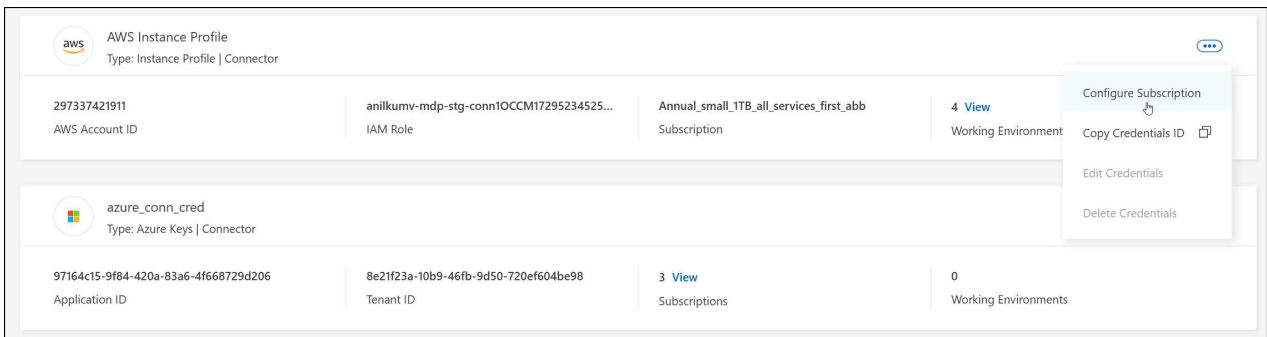 aws
AWS Instance Profile
Type: Instance Profile | Connector
297337421911
AWS Account ID
anilkumv-mdp-stg-conn1OCCM17295234525...
IAM Role
Annual_small_1TB_all_services_first_abb
Subscription
4 View
Working Environment
Configure Subscription
Copy Credentials ID
Edit Credentials
Delete Credentials
azure_conn_cred
Type: Azure Keys | Connector
97164c15-9f84-420a-83a6-4f668729d206
Application ID
8e21f23a-10b9-46fb-9d50-720ef604be98
Tenant ID
3 View
Subscriptions
0
Working Environments